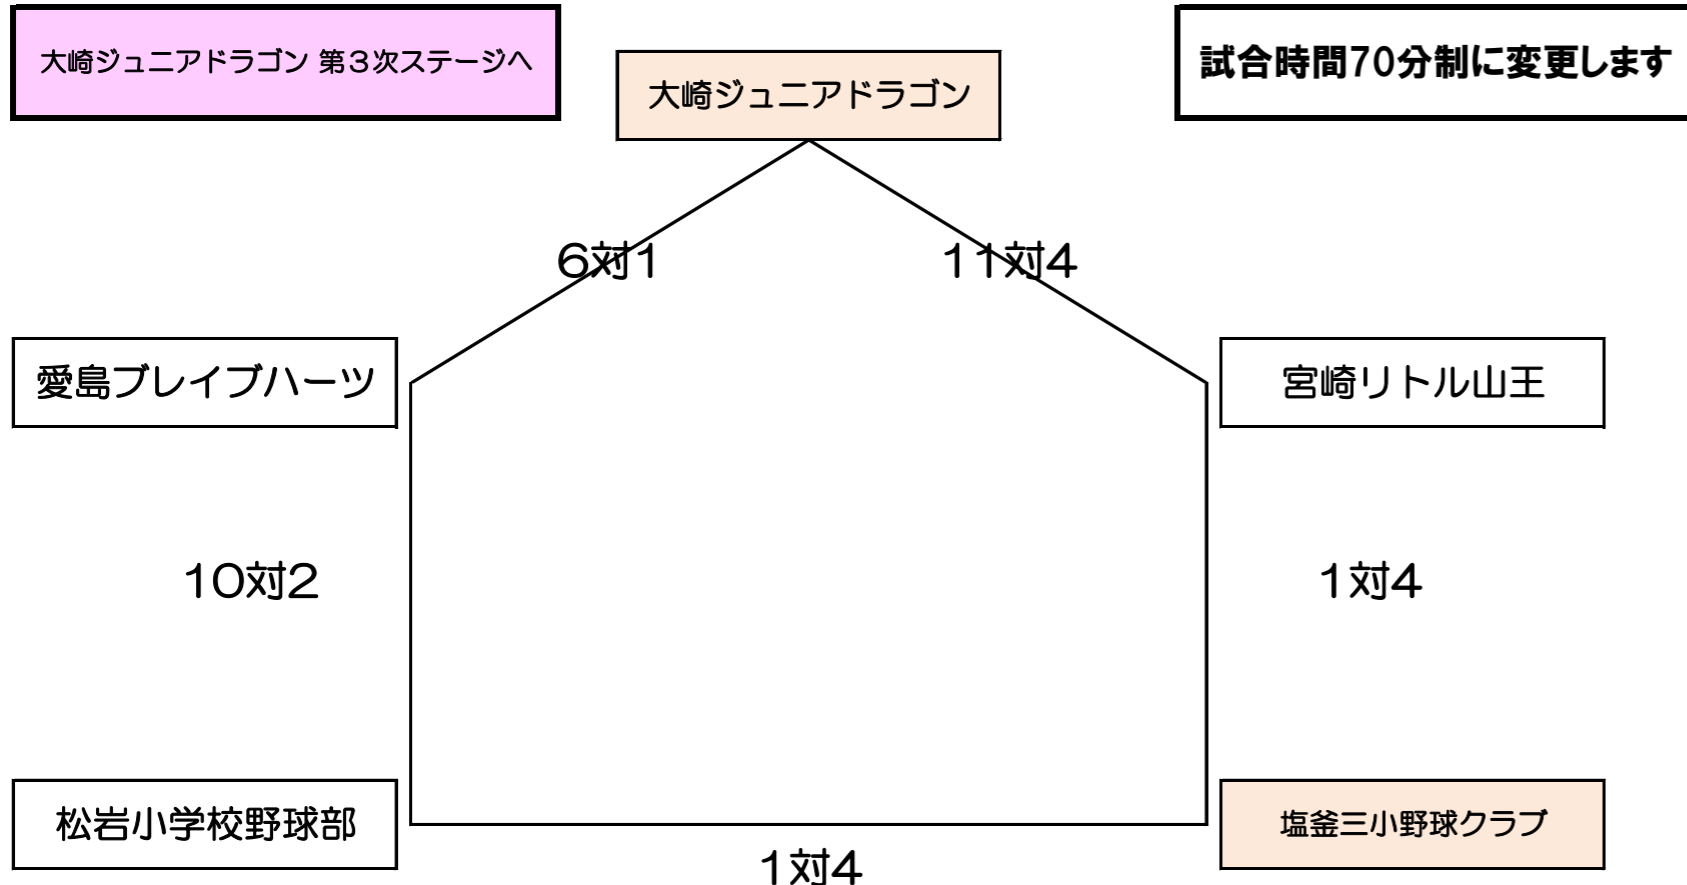 大崎ジュニアドラゴン 第３次ステージへ
大崎ジュニアドラゴン
試合時間70分制に変更します
6対1
11対4
愛島ブレイブハーツ
宮崎リトル山王
10対2
1対4
松岩小学校野球部
塩釜三小野球クラブ
1対4